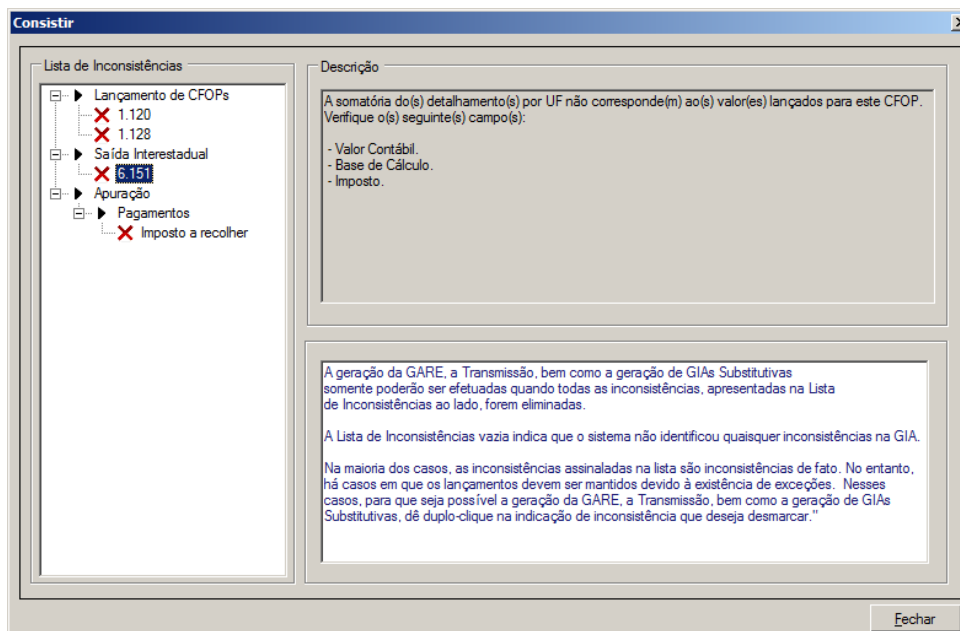 Consistir
Lista de Inconsistências
Lançamento de CFOPs
1.120
1.128
Saída Interestadual
6.151
Apuração
Pagamentos
Imposto a recolher
Descrição
A somatória do(s) detalhamento(s) por UF não corresponde(m) ao(s) valor(es) lançados para este CFOP.
Verifique o(s) seguinte(s) campo(s):
- Valor Contábil.
- Base de Cálculo.
- Imposto.
A geração da GARE, a Transmissão, bem como a geração de GIAs Substitutivas
somente poderão ser efetuadas quando todas as inconsistências, apresentadas na Lista
de Inconsistências ao lado, forem eliminadas.
A Lista de Inconsistências vazia indica que o sistema não identificou quaisquer inconsistências na GIA.
Na maioria dos casos, as inconsistências assinaladas na lista são inconsistências de fato. No entanto,
há casos em que os lançamentos devem ser mantidos devido à existência de exceções. Nesses
casos, para que seja possível a geração da GARE, a Transmissão, bem como a geração de GIAs
Substitutivas, dê duplo-clique na indicação de inconsistência que deseja desmarcar."
Fechar